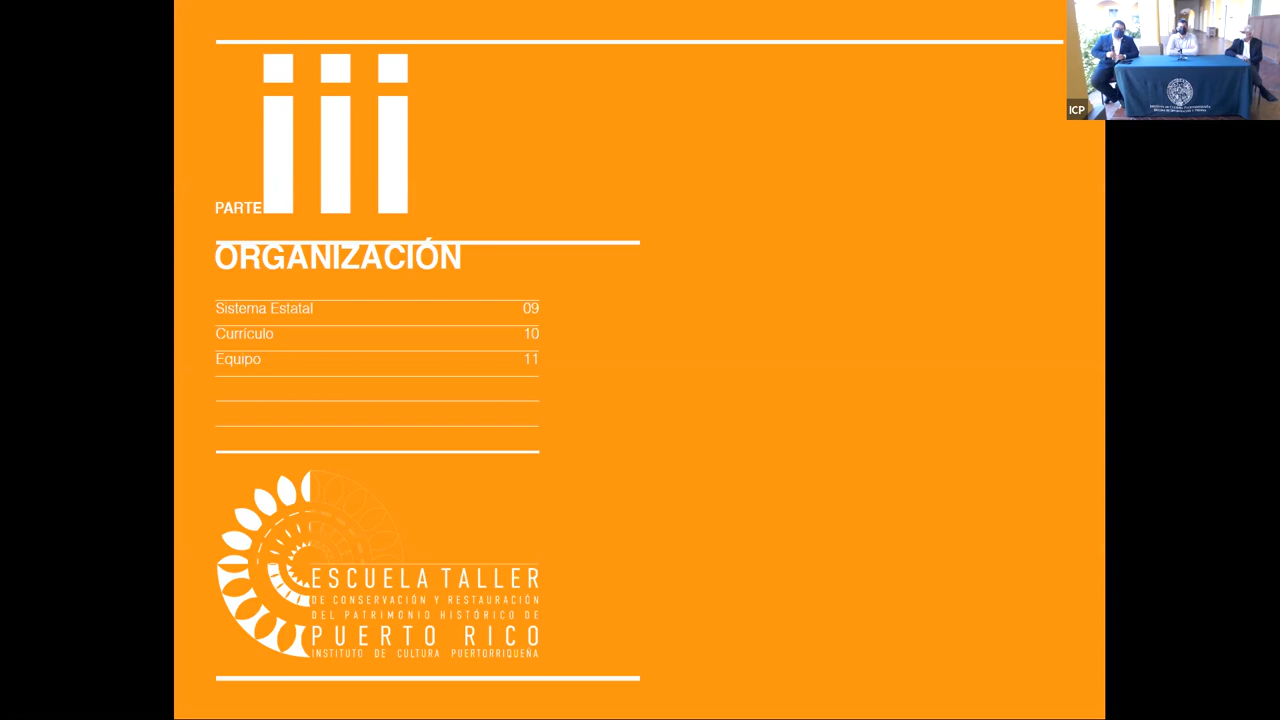 iii
PARTE
ORGANIZACIÓN
Sistema Estatal 09
Currículo 10
Equipo 11
ESCUELA TALLER
DE CONSERVACIÓN Y RESTAURACIÓN
DEL PATRIMONIO HISTÓRICO DE
PUERTO RICO
INSTITUTO DE CULTURA PUERTORRIQUEÑA
ICP